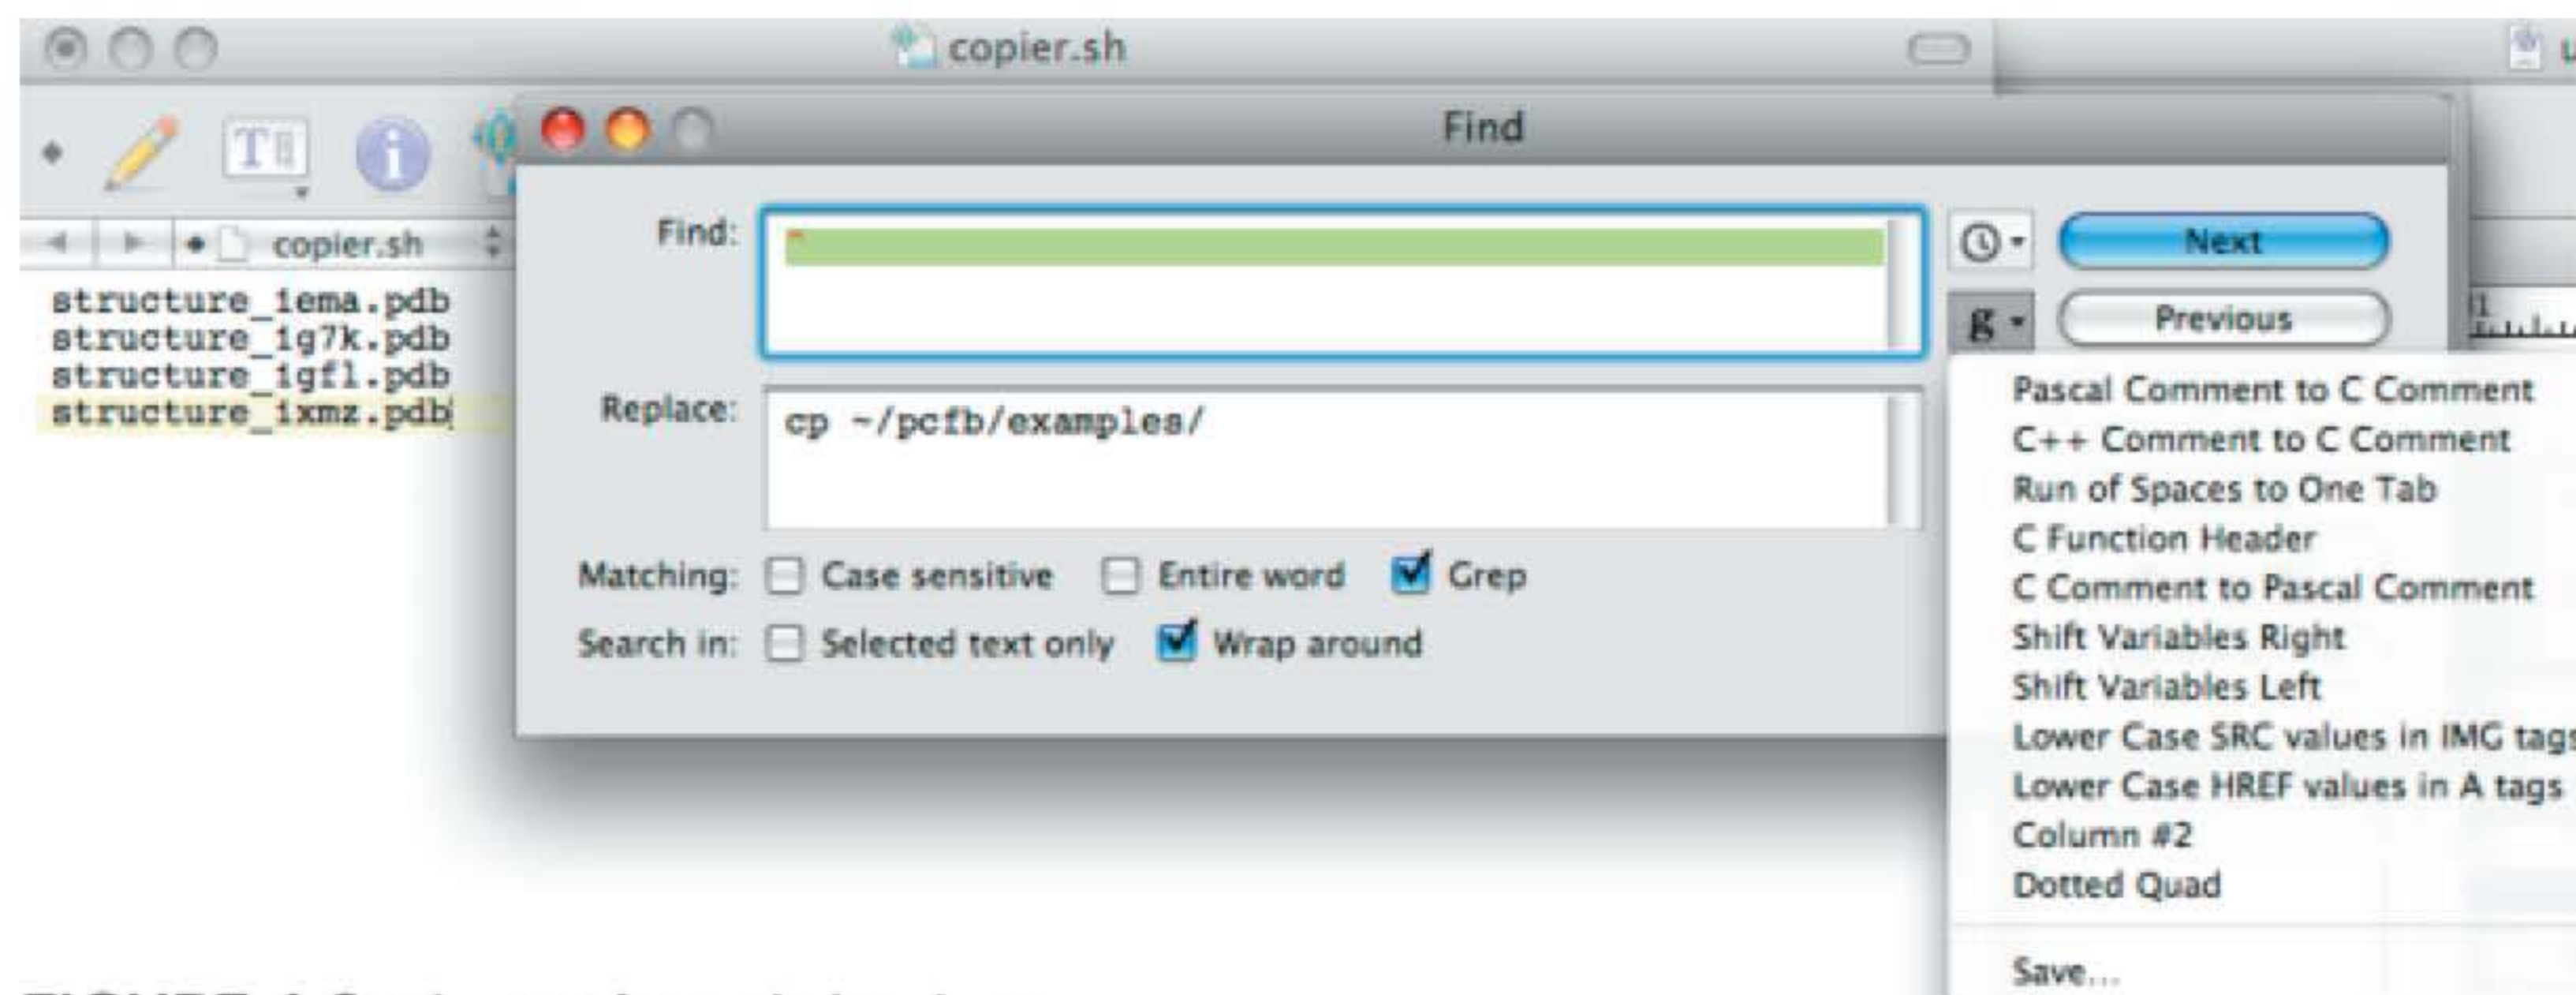 copier.sh
Find
copier.sh
structure_1ema.pdb
structure_1g7k.pdb
structure_1gfl.pdb
structure_1xmz.pdb
Find: ^
Replace: cp ~/pcfb/examples/
Matching: Case sensitive Entire word Grep
Search in: Selected text only Wrap around
Next
g Previous
Pascal Comment to C Comment
C++ Comment to C Comment
Run of Spaces to One Tab
C Function Header
C Comment to Pascal Comment
Shift Variables Right
Shift Variables Left
Lower Case SRC values in IMG tags
Lower Case HREF values in A tags
Column #2
Dotted Quad
Save...